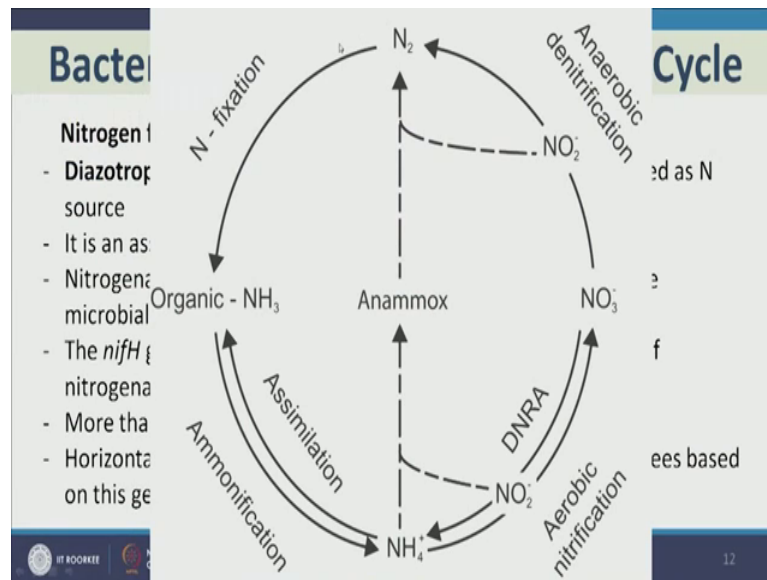 Bacter Cycle
N₂
N - fixation
Anaerobic
denitrification
Nitrogen f
NO₂⁻
- Diazotrop ed as N
source
- It is an as
- Nitrogena e
microbial
Organic - NH₃ Anammox NO₃⁻
- The nifH g f
nitrogena
Assimilation
DNRA
- More tha
Ammonification
- Horizonta ees based
on this ge
NO₂⁻
Aerobic
nitrification
NH₄⁺
IIT ROORKEE
12